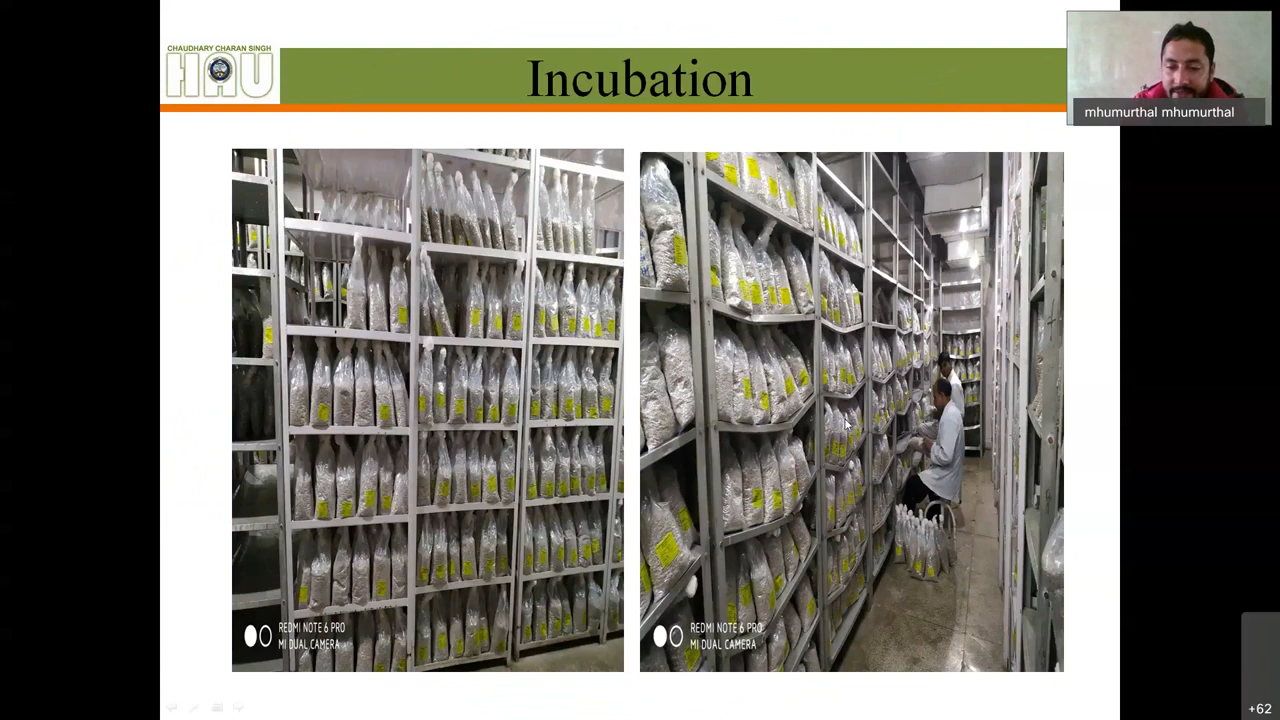 CHAUDHARY CHARAN SINGH
HAU
Incubation
mhumurthal mhumurthal
REDMI NOTE 6 PRO
MI DUAL CAMERA
REDMI NOTE 6 PRO
MI DUAL CAMERA
+62